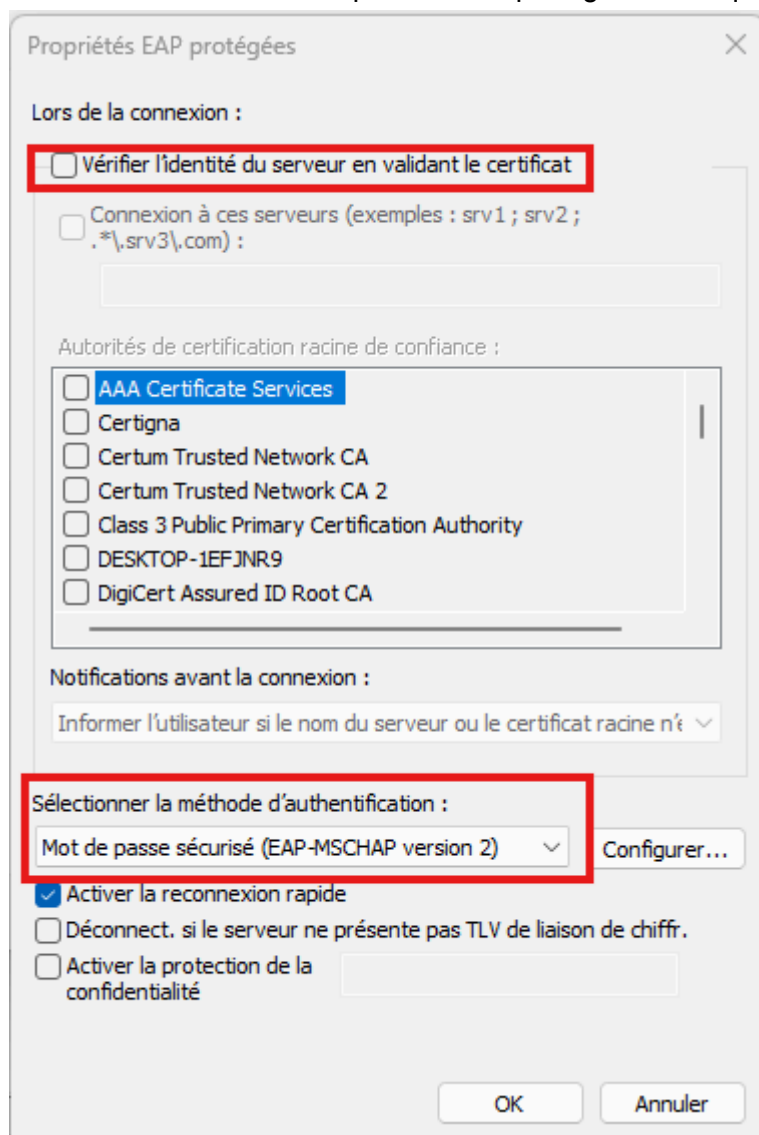 Propriétés EAP protégées
Lors de la connexion :
Vérifier l'identité du serveur en validant le certificat
Connexion à ces serveurs (exemples : srv1 ; srv2 ;
.*\.srv3\.com) :
Autorités de certification racine de confiance :
AAA Certificate Services
Certigna
Certum Trusted Network CA
Certum Trusted Network CA 2
Class 3 Public Primary Certification Authority
DESKTOP-1EFJNR9
DigiCert Assured ID Root CA
Notifications avant la connexion :
Informer l'utilisateur si le nom du serveur ou le certificat racine n'e
Sélectionner la méthode d'authentification :
Mot de passe sécurisé (EAP-MSCHAP version 2)
Configurer...
Activer la reconnexion rapide
Déconnect. si le serveur ne présente pas TLV de liaison de chiffr.
Activer la protection de la
confidentialité
OK
Annuler